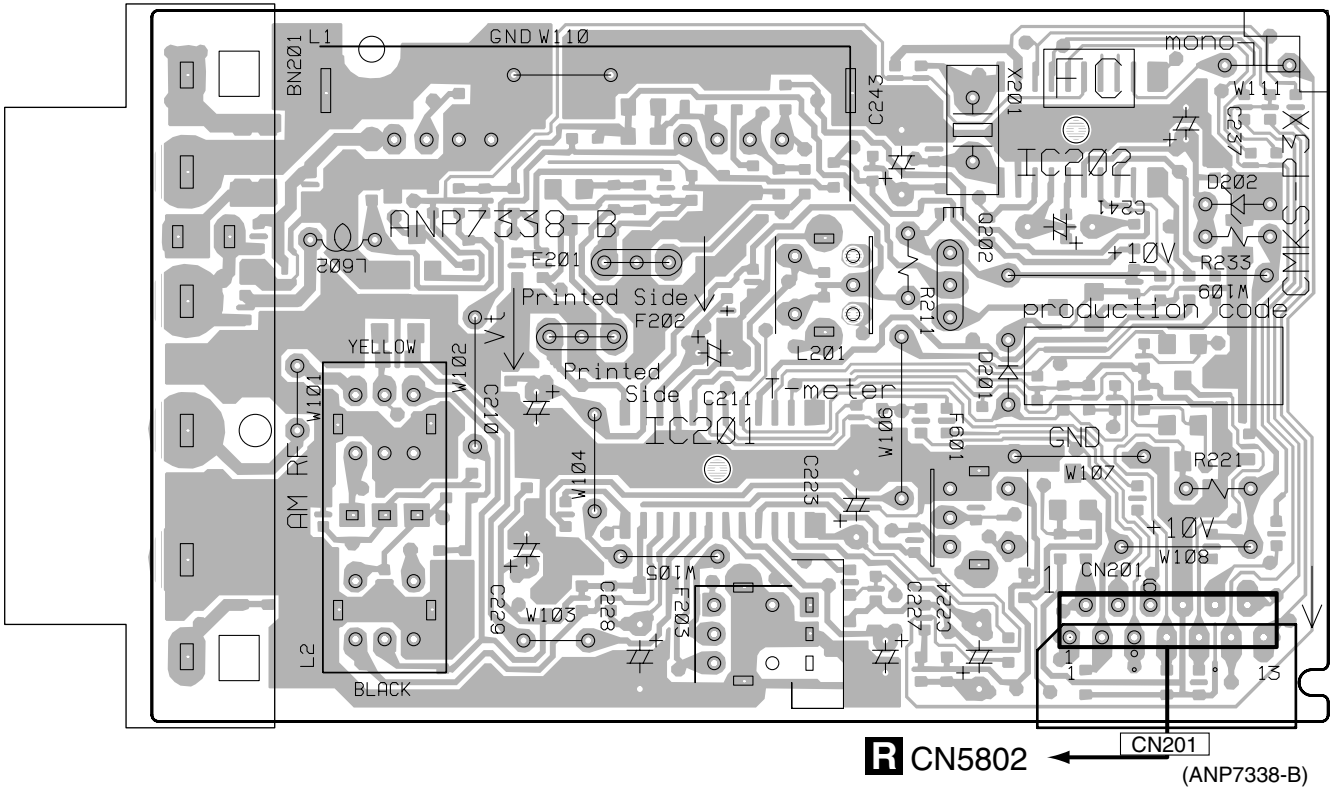 L1
GND W110
BN201
C243
X201
FC
mono
W111
C237
CMKS-P3X
IC202
D202
C241
ANP7338-B
Q202
+10V
R233
L602
F201
W109
Printed Side
F202
R211
production code
Vt
L201
YELLOW
W102
W101
Printed
Side
D201
C210
C211
T-meter
IC201
W106
F601
GND
W107
R221
AM RF
W104
C223
+10V
W108
W105
CN201
1
6
C229
W103
C228
F203
C227
C224
L2
BLACK
1
1
13
R CN5802
CN201
(ANP7338-B)